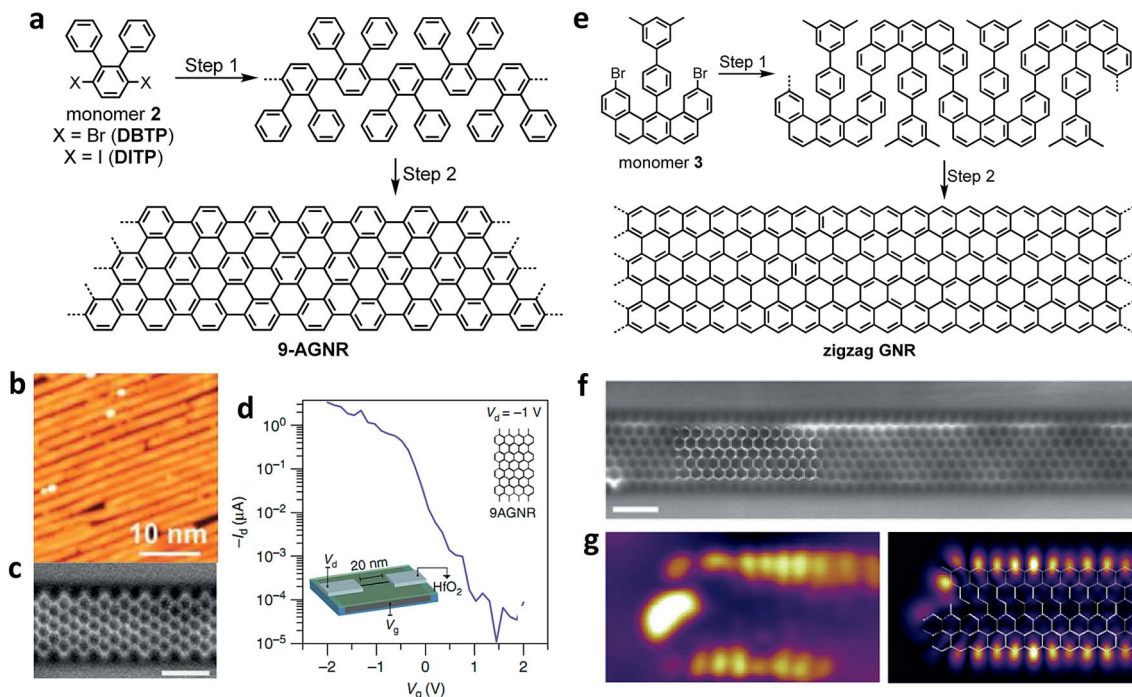 a
X
X
Step 1
monomer 2
X = Br (DBTP)
X = I (DITP)
Step 2
9-AGNR
e
Br
Br
Step 1
monomer 3
Step 2
zigzag GNR
b
10 nm
c
d
V_d = −1 V
9AGNR
−I_d (μA)
10^0
10^−1
10^−2
10^−3
10^−4
10^−5
V_d
20 nm
HfO₂
V_g
−2
−1
0
1
2
V_g (V)
f
g